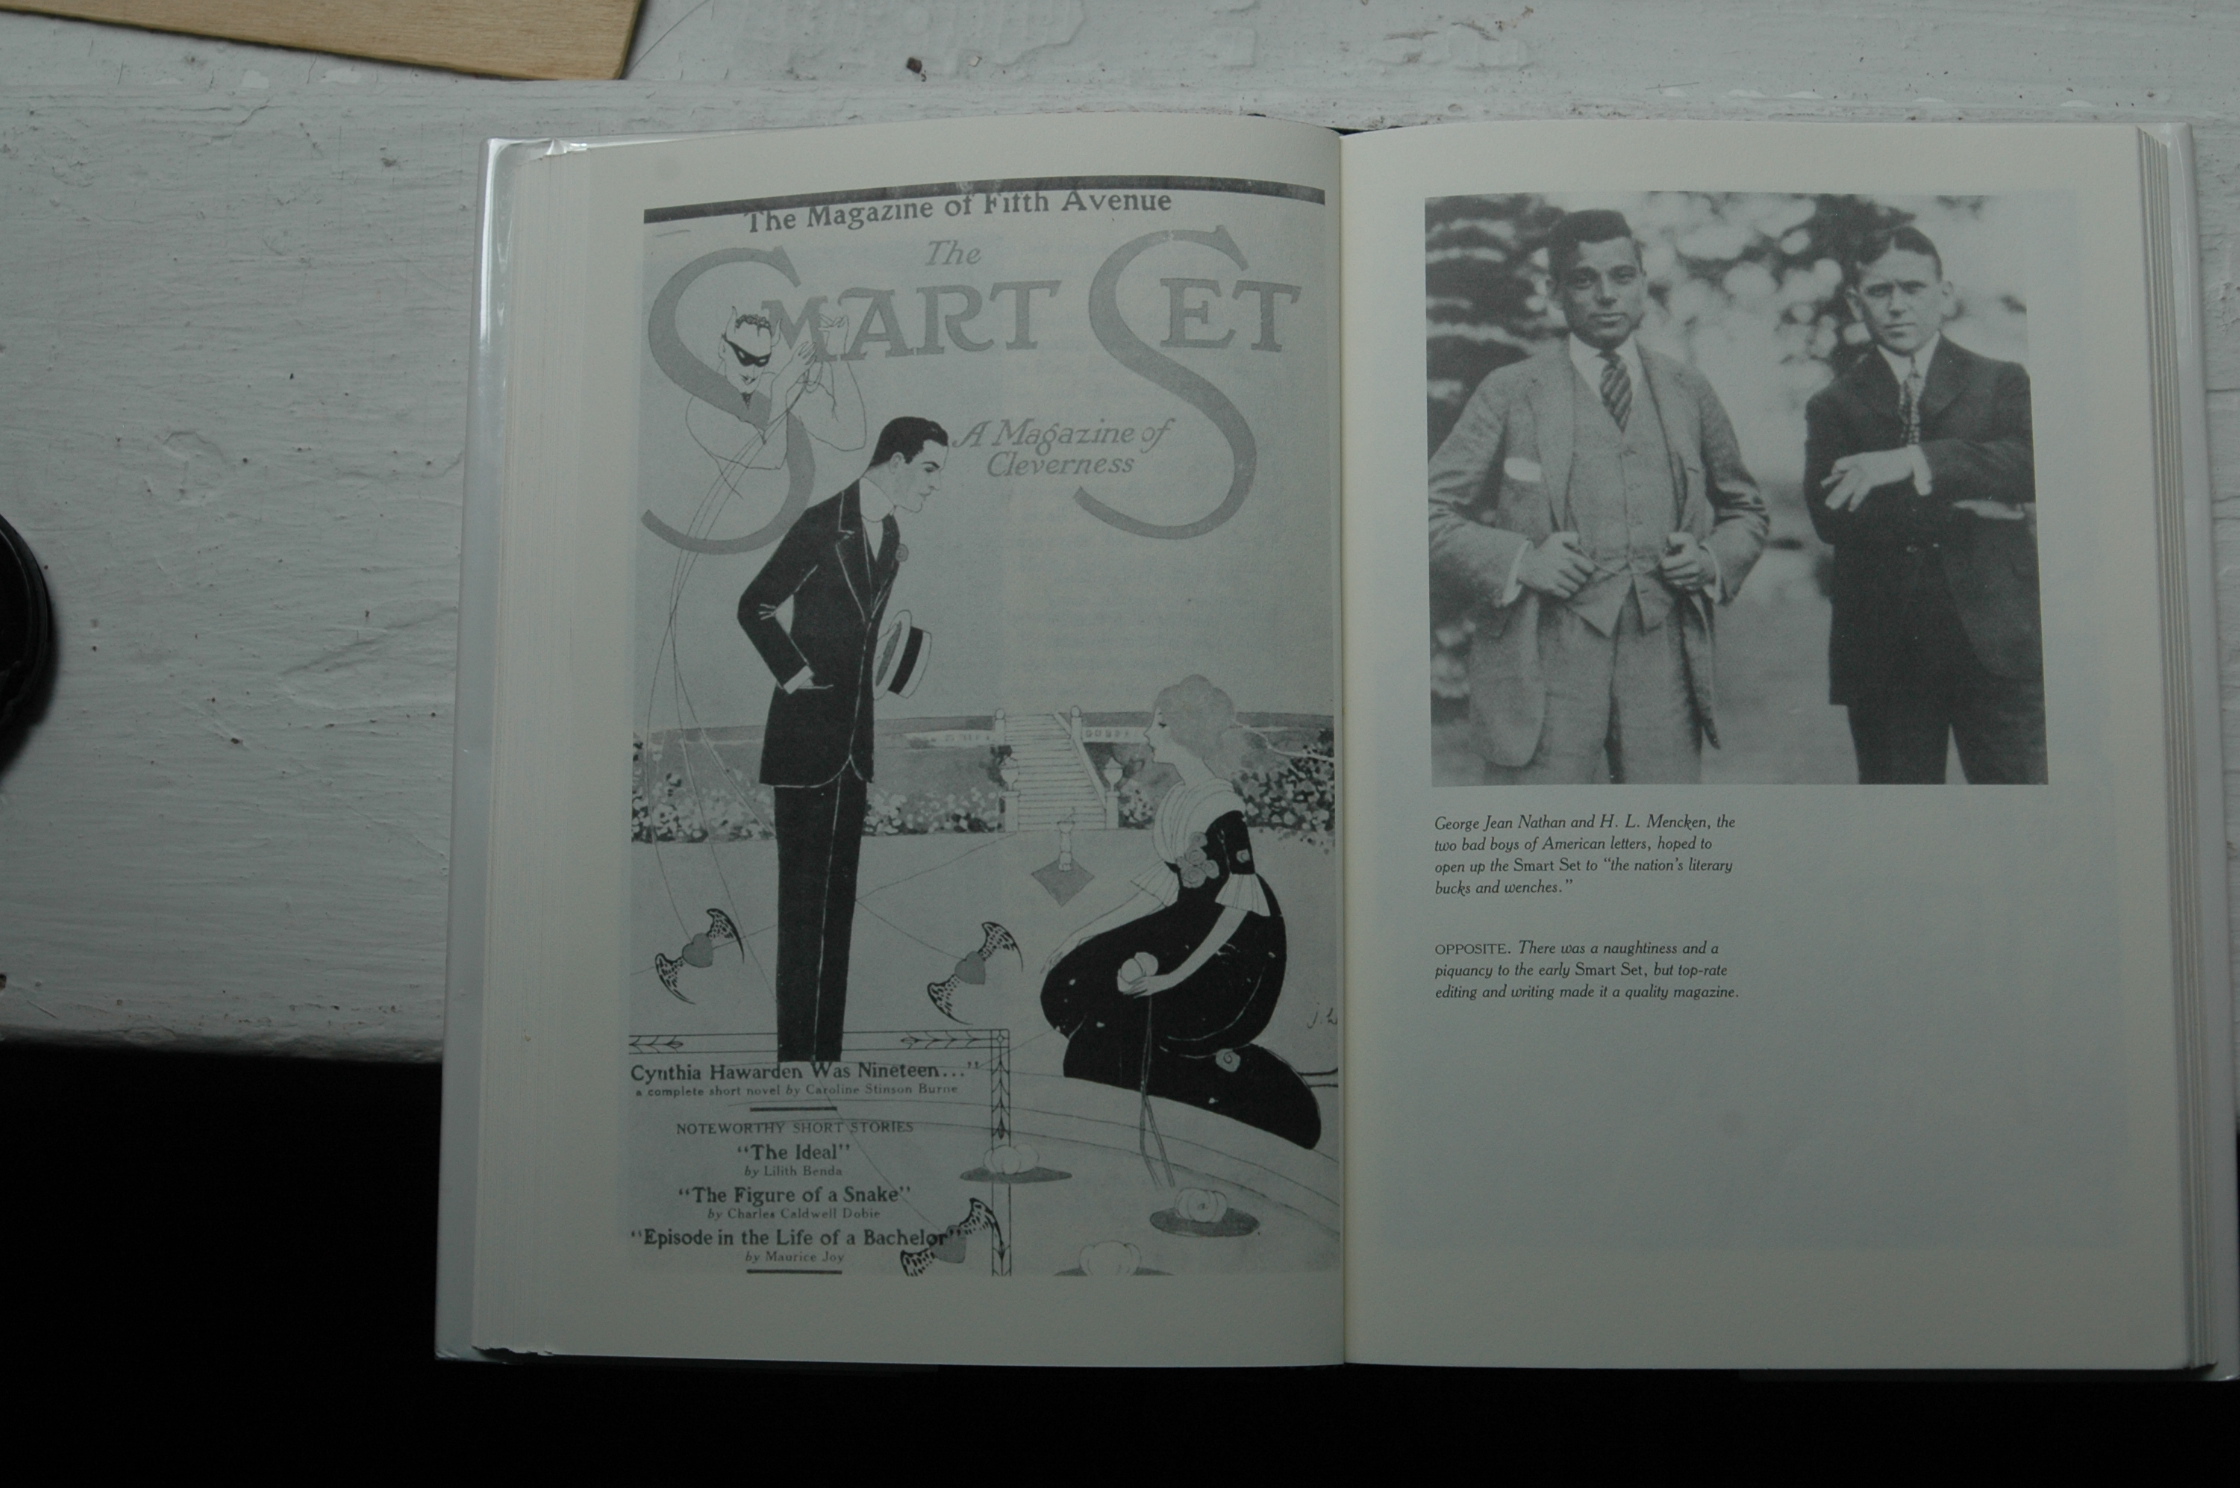 The Magazine of Fifth Avenue
The
SMART SET
A Magazine of
Cleverness
Cynthia Hawarden Was Nineteen..."
a complete short novel by Caroline Stinson Burne
NOTEWORTHY SHORT STORIES
"The Ideal"
by Lilith Benda
"The Figure of a Snake"
by Charles Caldwell Dobie
"Episode in the Life of a Bachelor"
by Maurice Joy
George Jean Nathan and H. L. Mencken, the
two bad boys of American letters, hoped to
open up the Smart Set to "the nation's literary
bucks and wenches."
OPPOSITE. There was a naughtiness and a
piquancy to the early Smart Set, but top-rate
editing and writing made it a quality magazine.